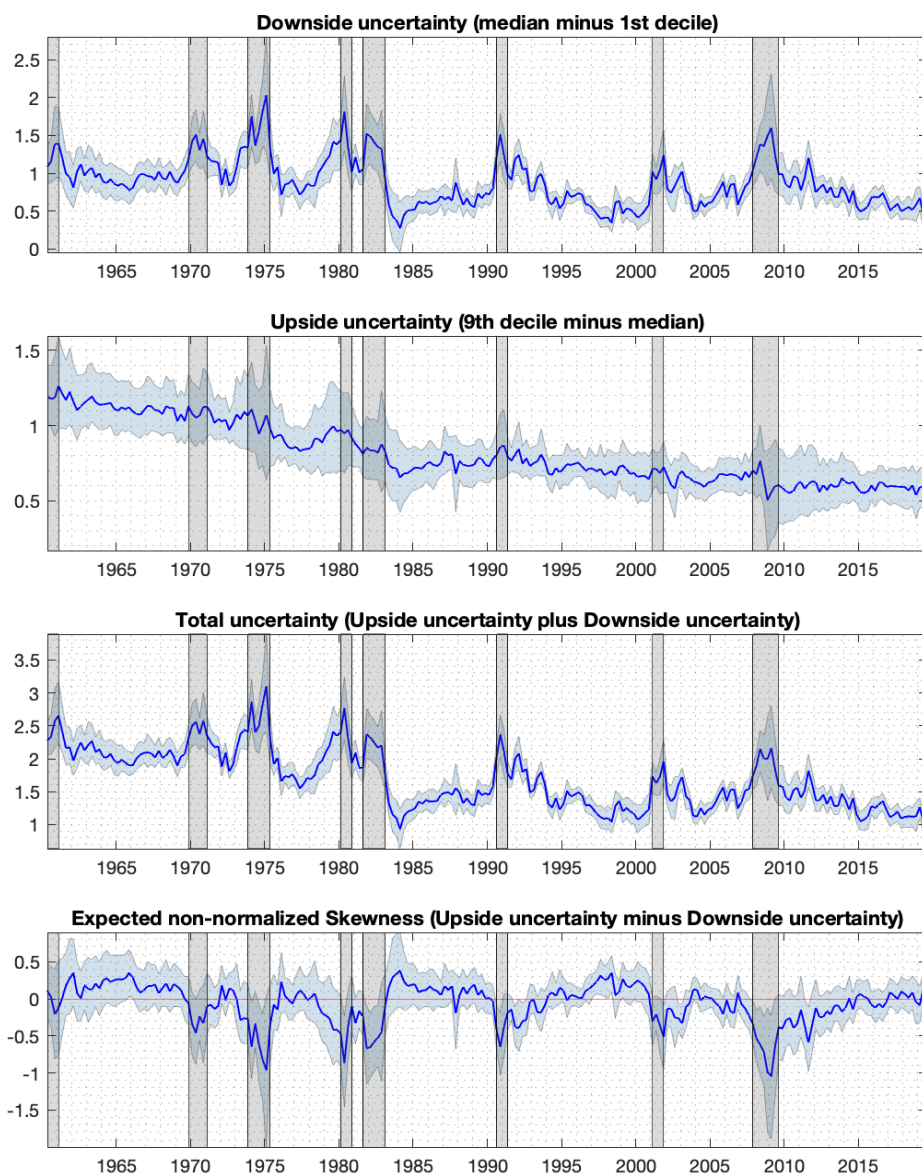 Downside uncertainty (median minus 1st decile)
2.5
2
1.5
1
0.5
0
1965 1970 1975 1980 1985 1990 1995 2000 2005 2010 2015
Upside uncertainty (9th decile minus median)
1.5
1
0.5
1965 1970 1975 1980 1985 1990 1995 2000 2005 2010 2015
Total uncertainty (Upside uncertainty plus Downside uncertainty)
3.5
3
2.5
2
1.5
1
1965 1970 1975 1980 1985 1990 1995 2000 2005 2010 2015
Expected non-normalized Skewness (Upside uncertainty minus Downside uncertainty)
0.5
0
-0.5
-1
-1.5
1965 1970 1975 1980 1985 1990 1995 2000 2005 2010 2015